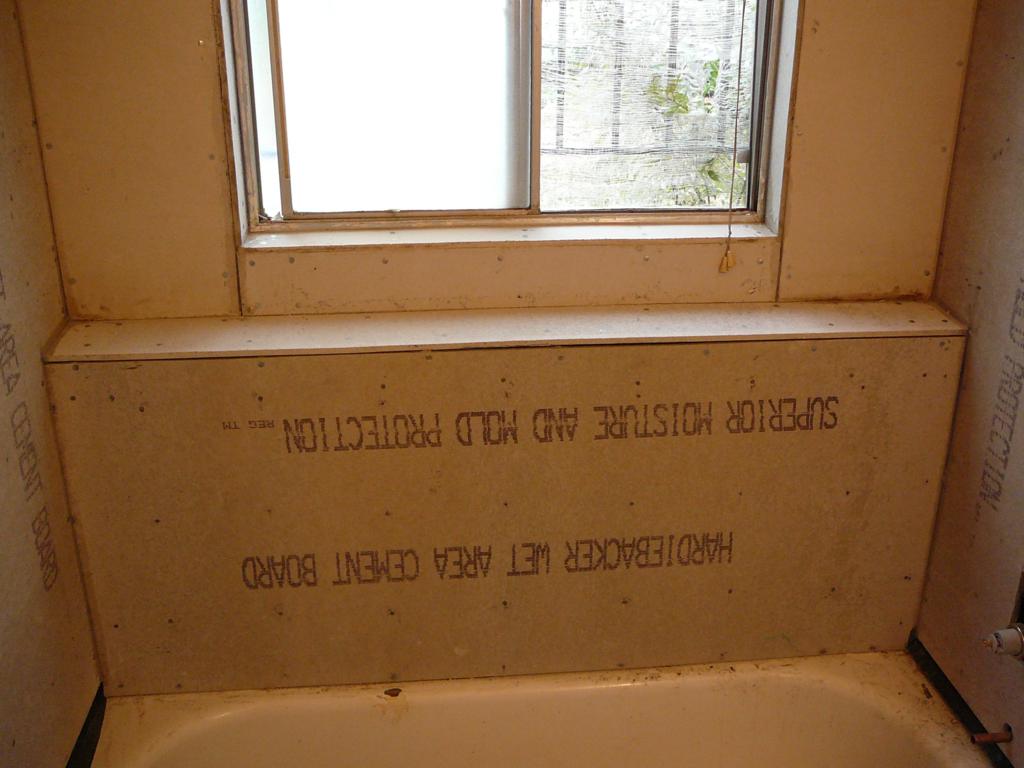 HARDIEBACKER WET AREA CEMENT BOARD
SUPERIOR MOISTURE AND MOLD PROTECTION REG TM
AREA CEMENT BOARD
PROTECTION